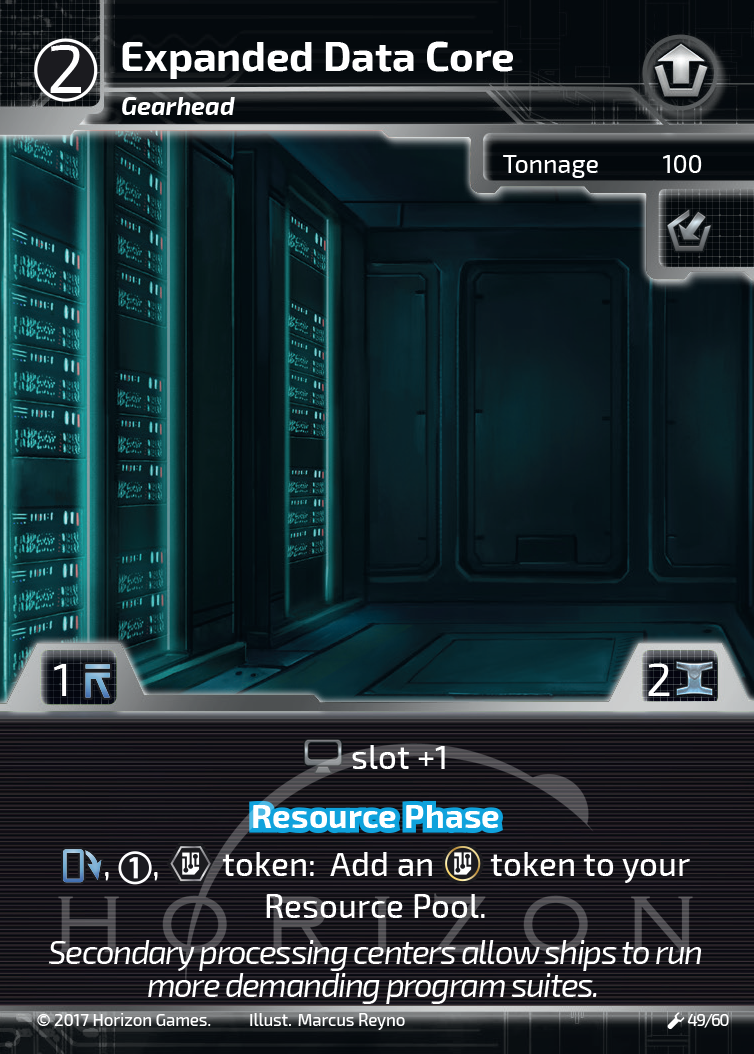 2
Expanded Data Core
Gearhead
Tonnage 100
1
2
slot +1
Resource Phase
, 1, token: Add an token to your
Resource Pool.
HORIZON
Secondary processing centers allow ships to run
more demanding program suites.
© 2017 Horizon Games. Illust. Marcus Reyno 49/60